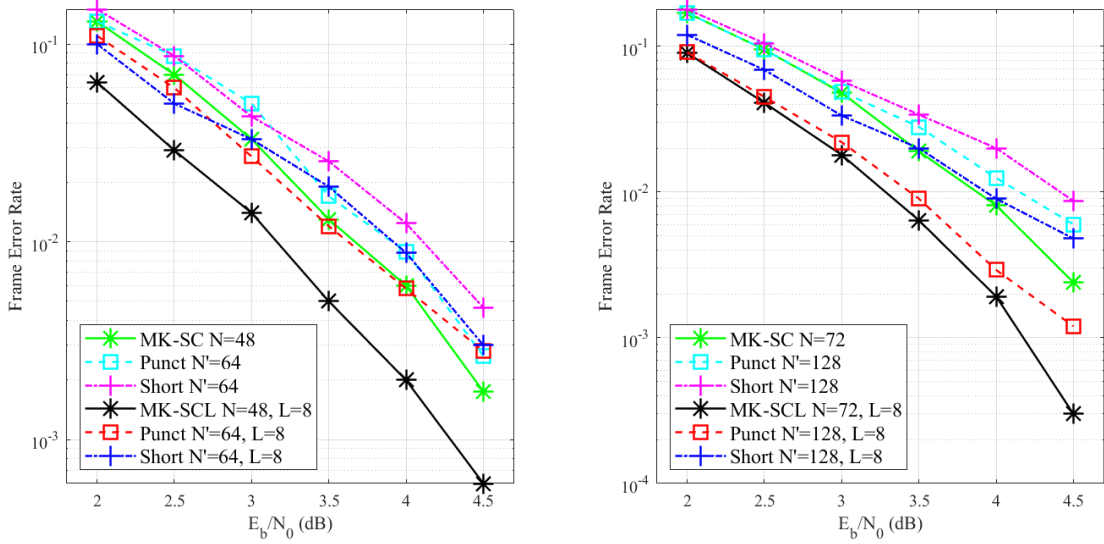 10^-1
10^-2
10^-3
Frame Error Rate
MK-SC N=48
Punct N'=64
Short N'=64
MK-SCL N=48, L=8
Punct N'=64, L=8
Short N'=64, L=8
2 2.5 3 3.5 4 4.5
E_b/N_0 (dB)
10^-1
10^-2
10^-3
10^-4
Frame Error Rate
MK-SC N=72
Punct N'=128
Short N'=128
MK-SCL N=72, L=8
Punct N'=128, L=8
Short N'=128, L=8
2 2.5 3 3.5 4 4.5
E_b/N_0 (dB)